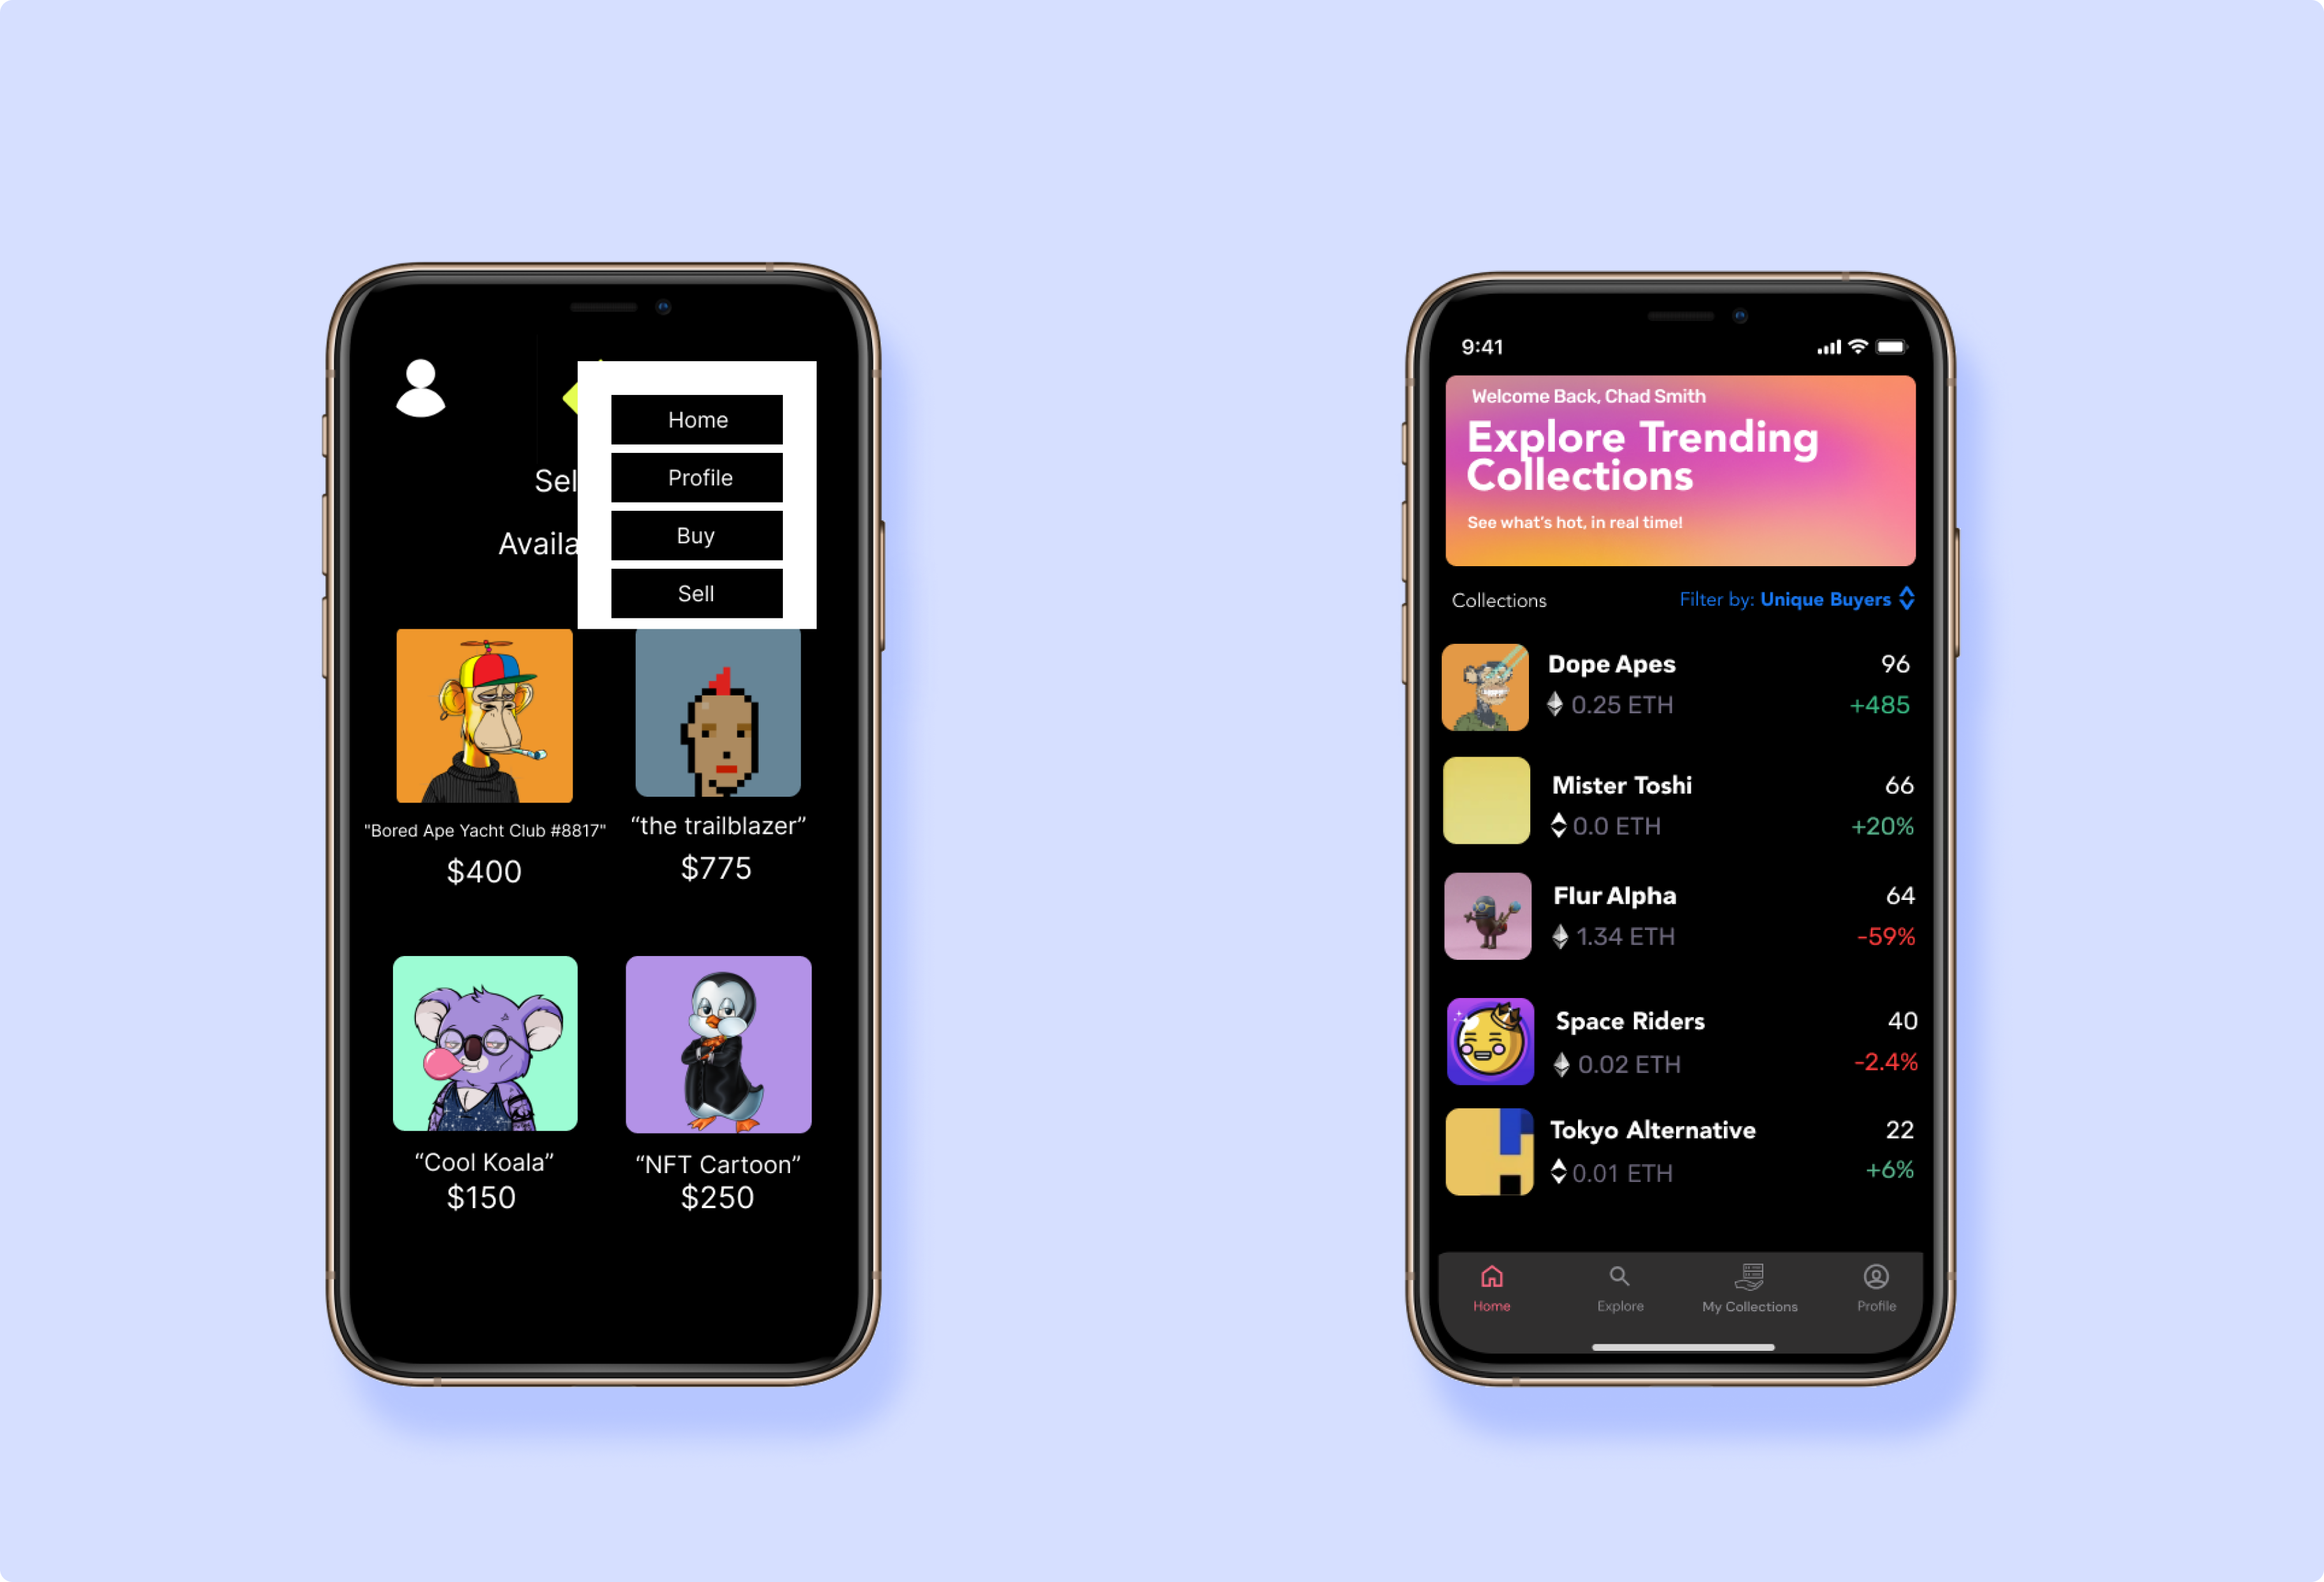 Home
Profile
Sel
Buy
Availa
Sell
"Bored Ape Yacht Club #8817"
$400
“the trailblazer”
$775
“Cool Koala”
$150
“NFT Cartoon”
$250
9:41
Welcome Back, Chad Smith
Explore Trending
Collections
See what’s hot, in real time!
Collections
Filter by: Unique Buyers
Dope Apes
96
0.25 ETH
+485
Mister Toshi
66
0.0 ETH
+20%
Flur Alpha
64
1.34 ETH
-59%
Space Riders
40
0.02 ETH
-2.4%
Tokyo Alternative
22
0.01 ETH
+6%
Home
Explore
My Collections
Profile